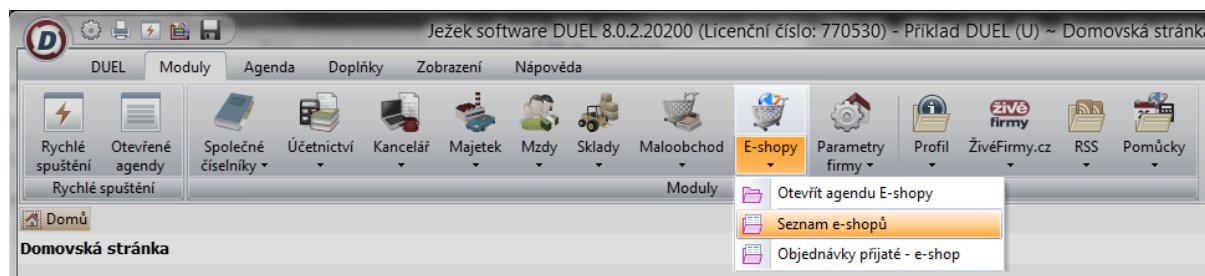 Ježek software DUEL 8.0.2.20200 (Licenční číslo: 770530) - Příklad DUEL (U) ~ Domovská stránka
DUEL Moduly Agenda Doplňky Zobrazení Nápověda
živě
firmy
Rychlé Otevřené Společné Účetnictví Kancelář Majetek Mzdy Sklady Maloobchod E-shopy Parametry Profil ŽivéFirmy.cz RSS Pomůcky
spuštění agendy číselníky firmy
Rychlé spuštění Moduly
Otevřít agendu E-shopy
Domů
Seznam e-shopů
Domovská stránka
Objednávky přijaté - e-shop